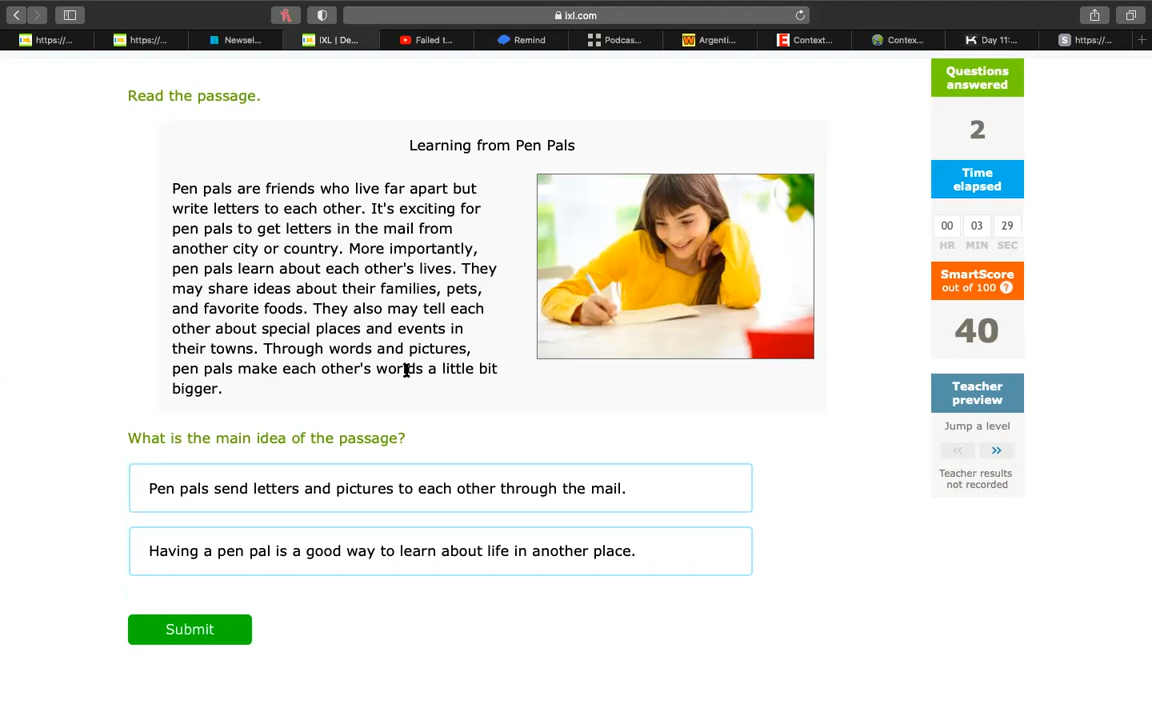 ixl.com
https://...
https://...
Newsel...
IXL | De...
Failed t...
Remind
Podcas...
Argenti...
Context...
Contex...
Day 11:...
https://...
Read the passage.
Learning from Pen Pals
Pen pals are friends who live far apart but
write letters to each other. It's exciting for
pen pals to get letters in the mail from
another city or country. More importantly,
pen pals learn about each other's lives. They
may share ideas about their families, pets,
and favorite foods. They also may tell each
other about special places and events in
their towns. Through words and pictures,
pen pals make each other's worlds a little bit
bigger.
What is the main idea of the passage?
Pen pals send letters and pictures to each other through the mail.
Having a pen pal is a good way to learn about life in another place.
Submit
Questions
answered
2
Time
elapsed
00 03 29
HR MIN SEC
SmartScore
out of 100 ?
40
Teacher
preview
Jump a level
<< >>
Teacher results
not recorded